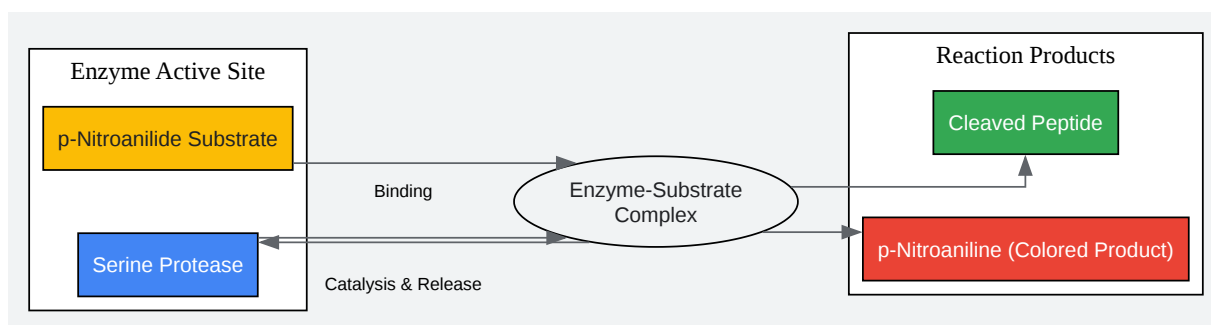 Enzyme Active Site
p-Nitroanilide Substrate
Serine Protease
Binding
Catalysis & Release
Enzyme-Substrate
Complex
Reaction Products
Cleaved Peptide
p-Nitroaniline (Colored Product)